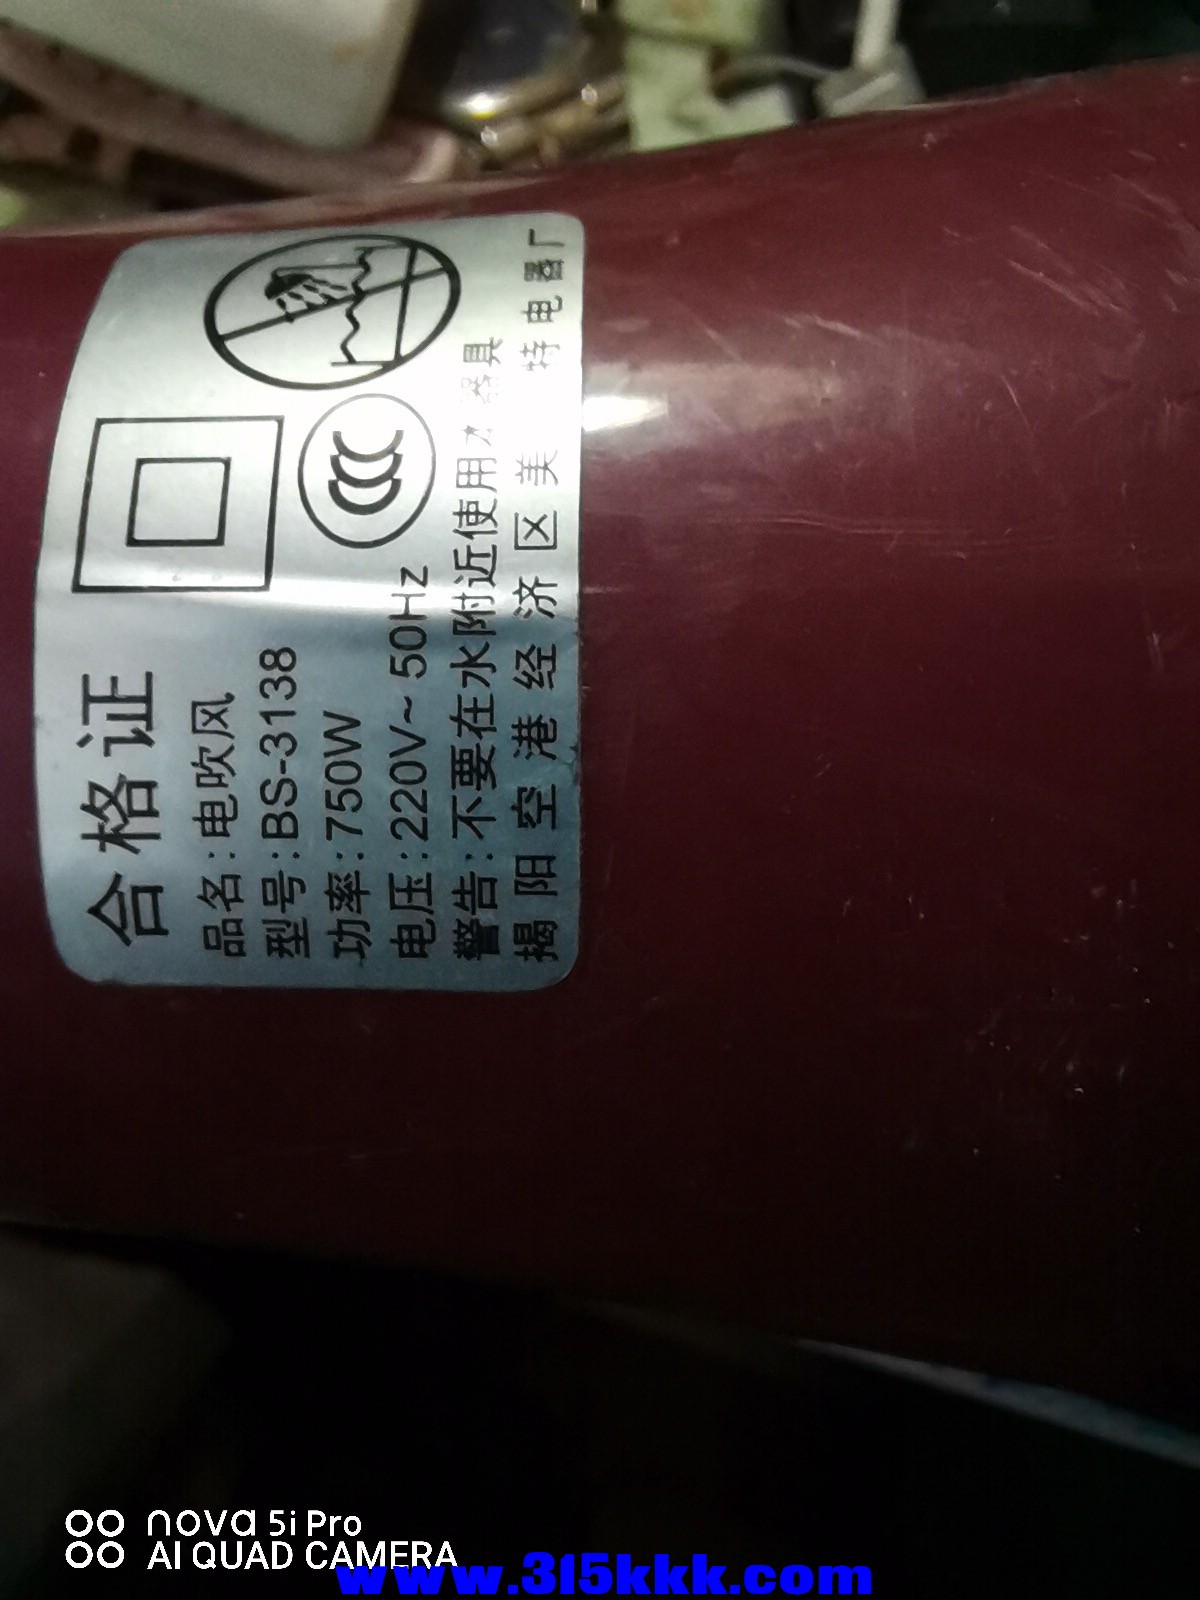 合格证
品名:电吹风
型号:BS-3138
功率:750W
电压:220V~ 50Hz
警告:不要在水附近使用本器具
揭阳空港经济区美特电器厂
CCC
nova 5i Pro
AI QUAD CAMERA
www.315kkk.com